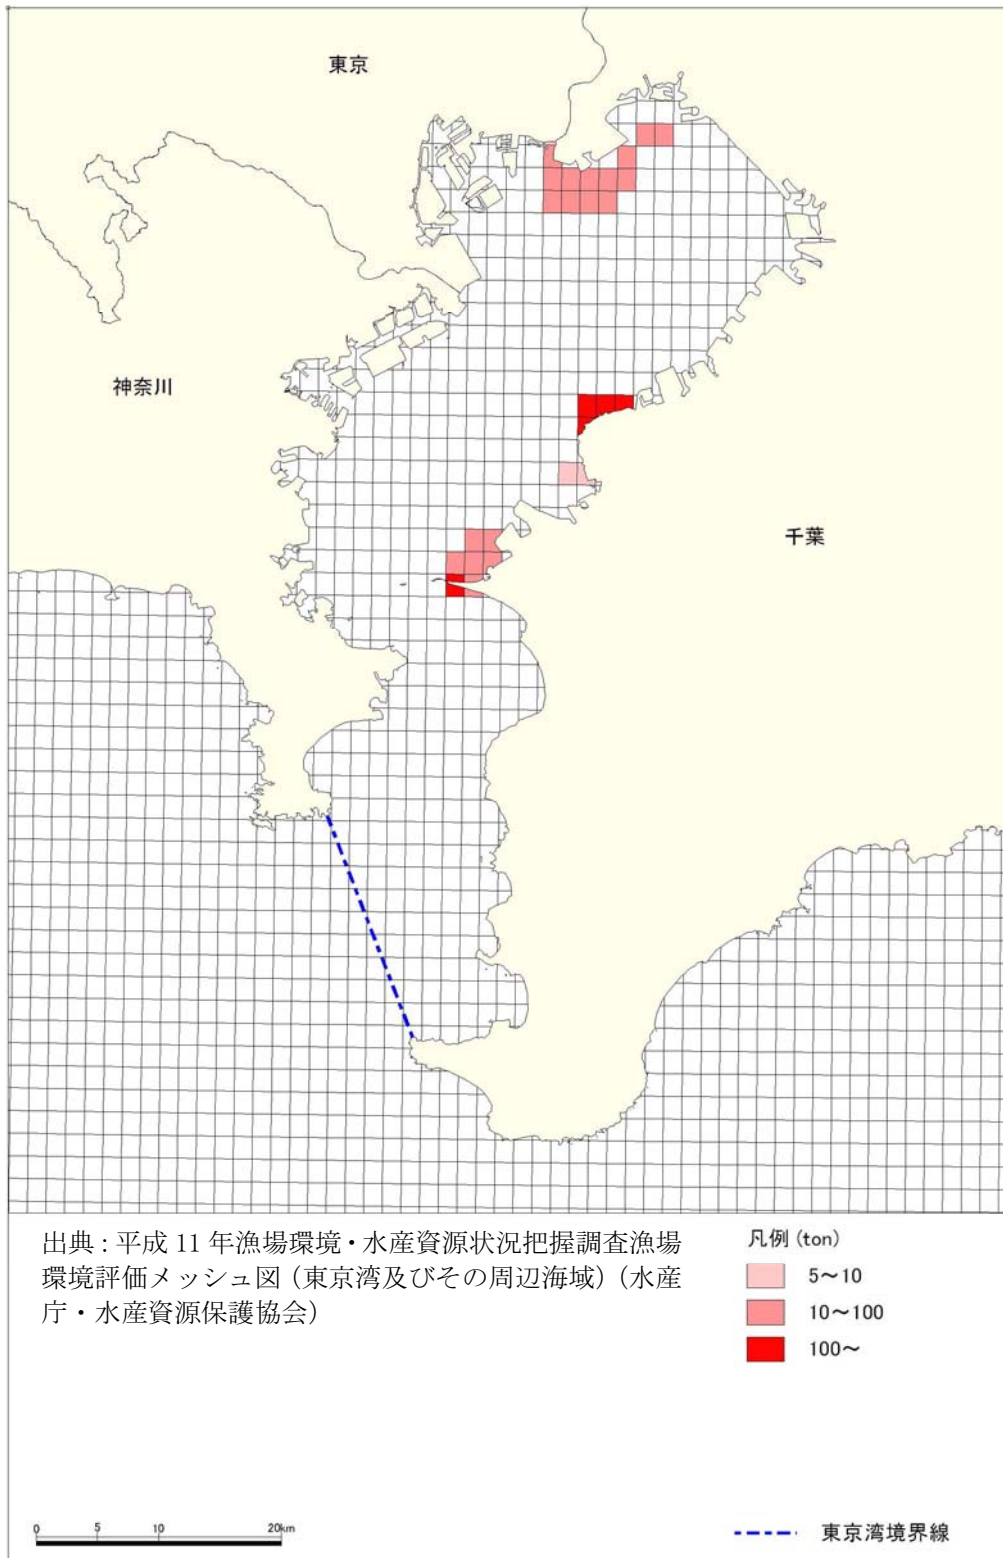 東京
神奈川
千葉
出典：平成 11 年漁場環境・水産資源状況把握調査漁場
環境評価メッシュ図（東京湾及びその周辺海域）（水産
庁・水産資源保護協会）
凡例 (ton)
5～10
10～100
100～
0 5 10 20km
東京湾境界線